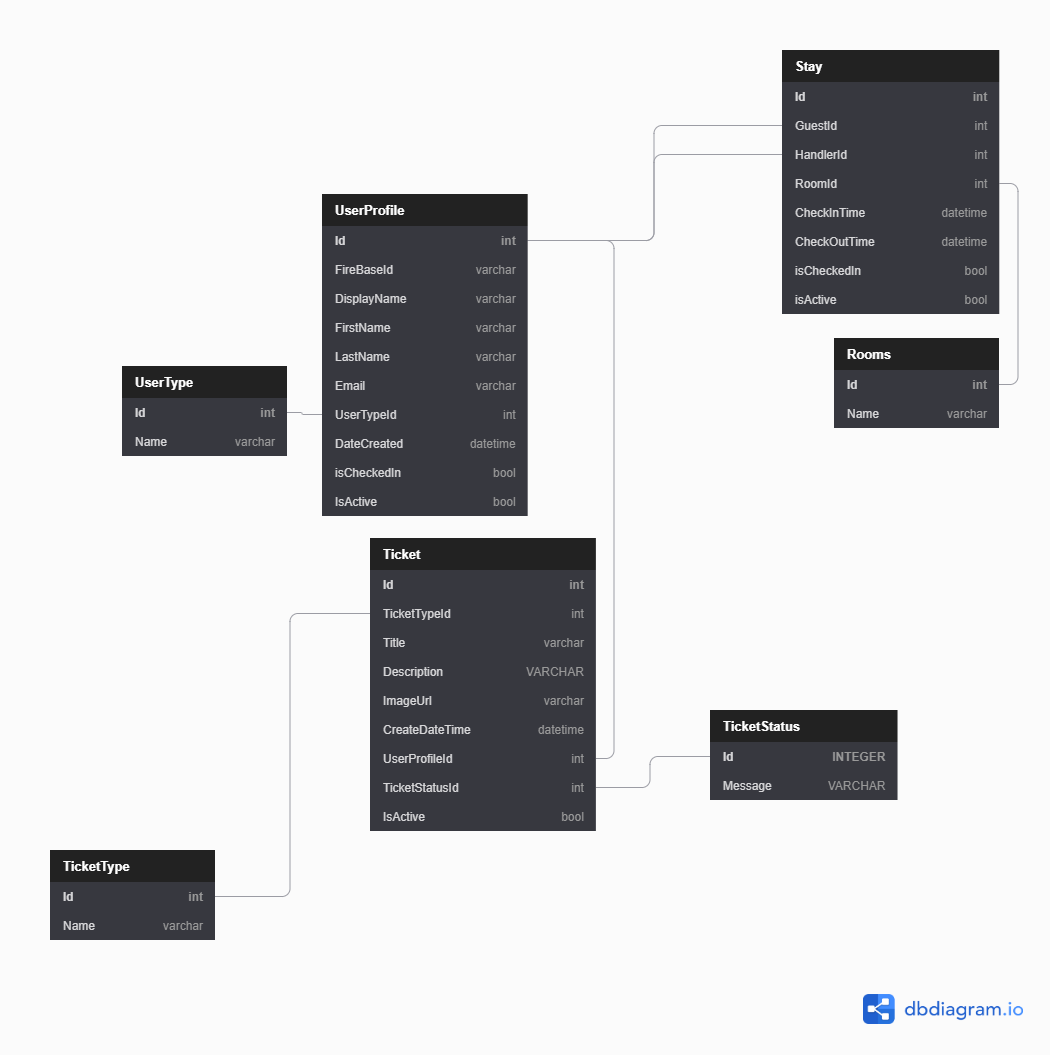 Stay
Id int
GuestId int
HandlerId int
RoomId int
CheckInTime datetime
CheckOutTime datetime
isCheckedIn bool
isActive bool
UserProfile
Id int
FireBaseId varchar
DisplayName varchar
FirstName varchar
LastName varchar
Email varchar
UserTypeId int
DateCreated datetime
isCheckedIn bool
IsActive bool
Rooms
Id int
Name varchar
UserType
Id int
Name varchar
Ticket
Id int
TicketTypeId int
Title varchar
Description VARCHAR
ImageUrl varchar
CreateDateTime datetime
UserProfileId int
TicketStatusId int
IsActive bool
TicketStatus
Id INTEGER
Message VARCHAR
TicketType
Id int
Name varchar
dbdiagram.io